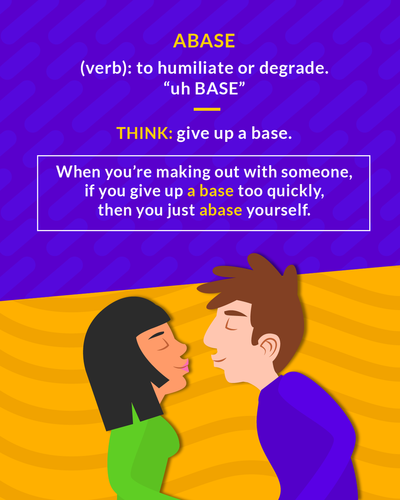 ABASE
(verb): to humiliate or degrade.
“uh BASE”
THINK: give up a base.
When you’re making out with someone,
if you give up a base too quickly,
then you just abase yourself.